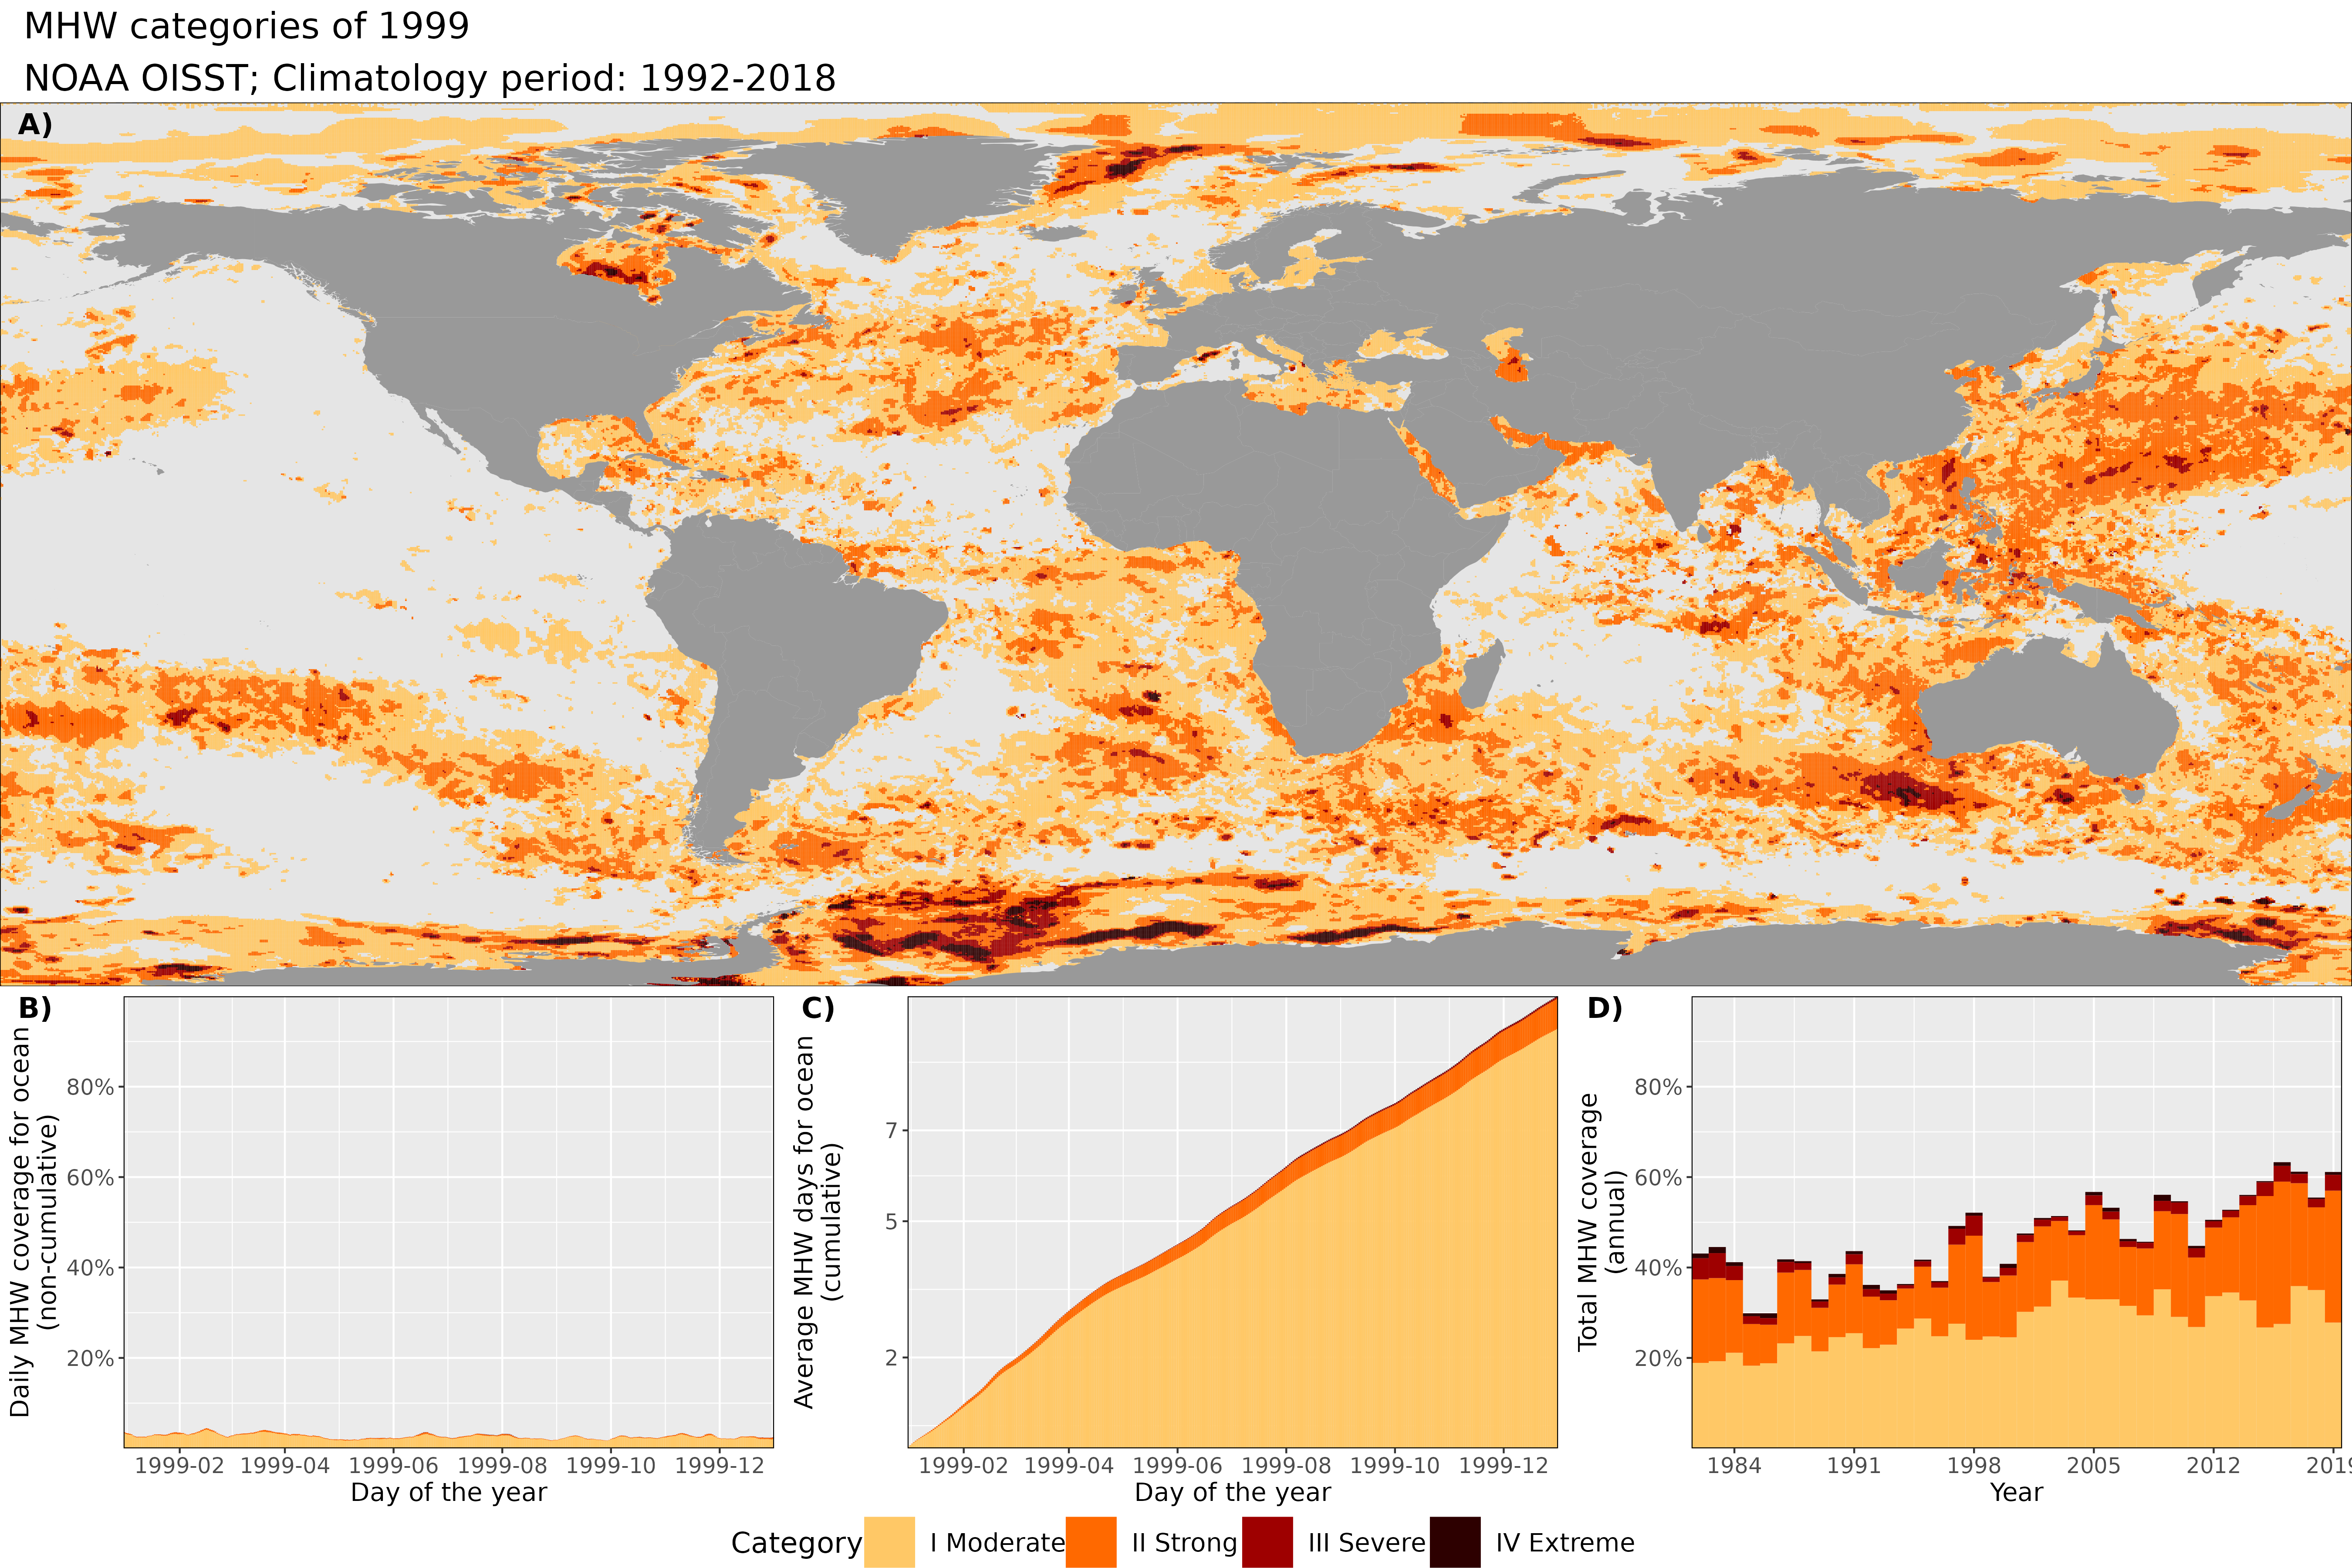 MHW categories of 1999
NOAA OISST; Climatology period: 1992-2018
A)
B)
Daily MHW coverage for ocean
(non-cumulative)
80%
60%
40%
20%
1999-02 1999-04 1999-06 1999-08 1999-10 1999-12
Day of the year
C)
Average MHW days for ocean
(cumulative)
7
5
2
1999-02 1999-04 1999-06 1999-08 1999-10 1999-12
Day of the year
D)
Total MHW coverage
(annual)
80%
60%
40%
20%
1984 1991 1998 2005 2012 2019
Year
Category I Moderate II Strong III Severe IV Extreme